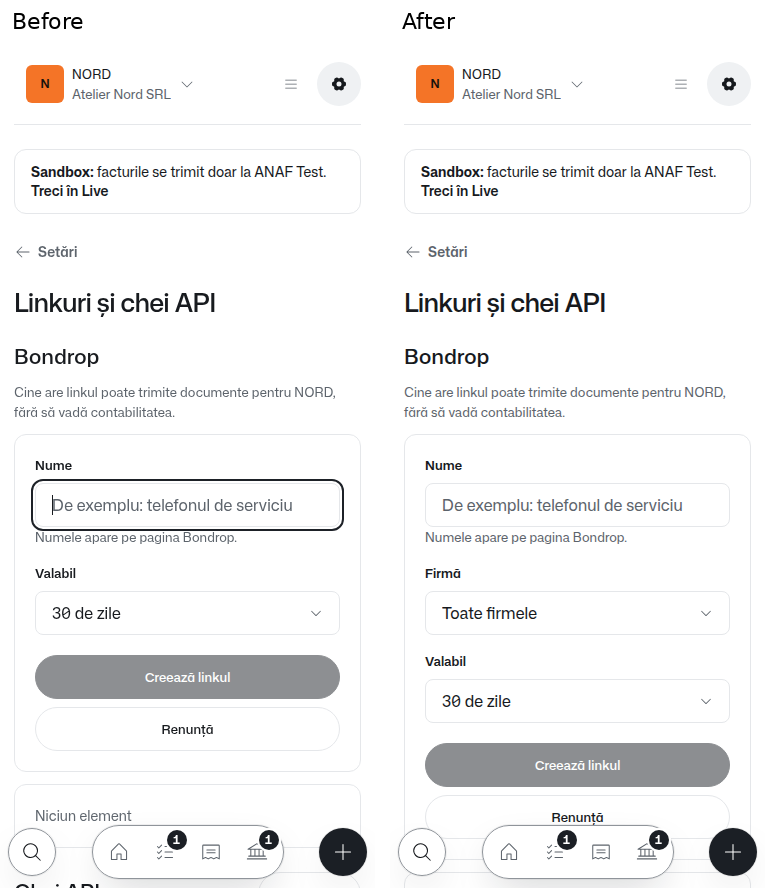 Before
N
NORD
Atelier Nord SRL
Sandbox: facturile se trimit doar la ANAF Test.
Treci în Live
Setări
Linkuri și chei API
Bondrop
Cine are linkul poate trimite documente pentru NORD,
fără să vadă contabilitatea.
Nume
De exemplu: telefonul de serviciu
Numele apare pe pagina Bondrop.
Valabil
30 de zile
Creează linkul
Renunță
Niciun element
1
1
After
N
NORD
Atelier Nord SRL
Sandbox: facturile se trimit doar la ANAF Test.
Treci în Live
Setări
Linkuri și chei API
Bondrop
Cine are linkul poate trimite documente pentru NORD,
fără să vadă contabilitatea.
Nume
De exemplu: telefonul de serviciu
Numele apare pe pagina Bondrop.
Firmă
Toate firmele
Valabil
30 de zile
Creează linkul
Renunță
1
1